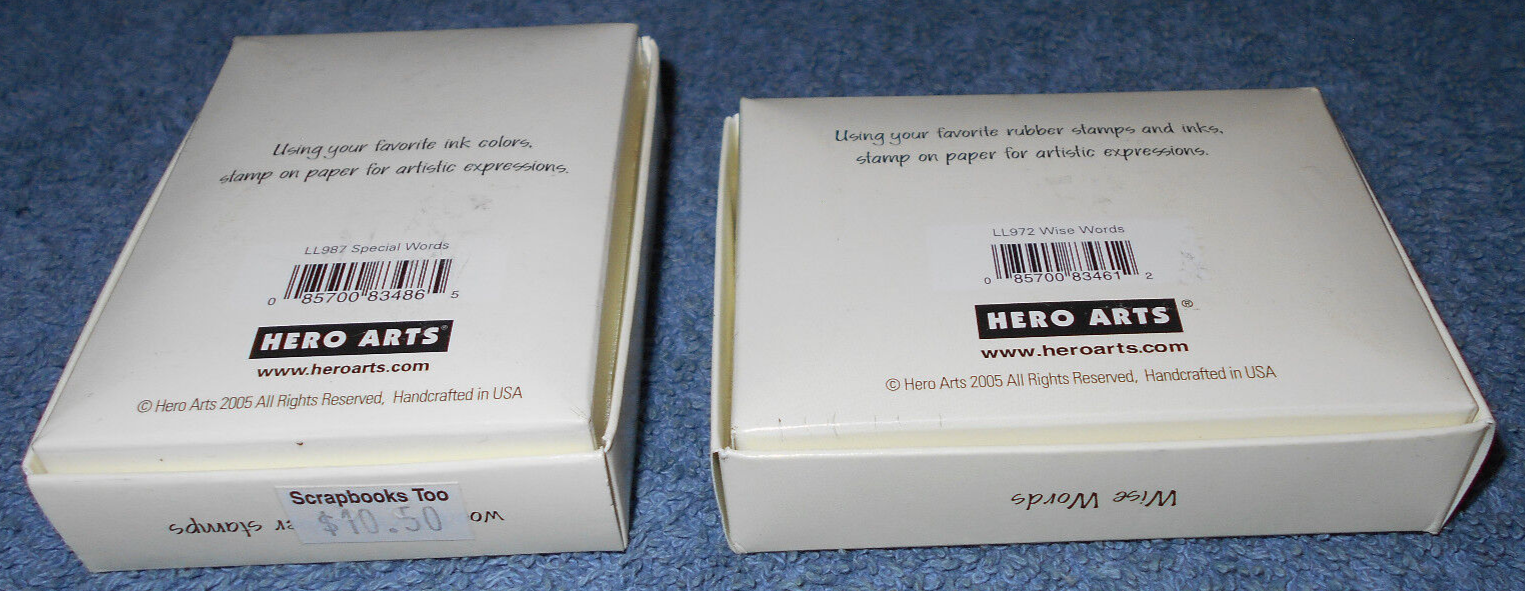 Using your favorite ink colors,
stamp on paper for artistic expressions.
LL987 Special Words
0 85700 83486 5
HERO ARTS®
www.heroarts.com
© Hero Arts 2005 All Rights Reserved, Handcrafted in USA
Scrapbooks Too
$10.50
stamps
Using your favorite rubber stamps and inks,
stamp on paper for artistic expressions.
LL972 Wise Words
0 85700 83461 2
HERO ARTS®
www.heroarts.com
© Hero Arts 2005 All Rights Reserved, Handcrafted in USA
Wise Words